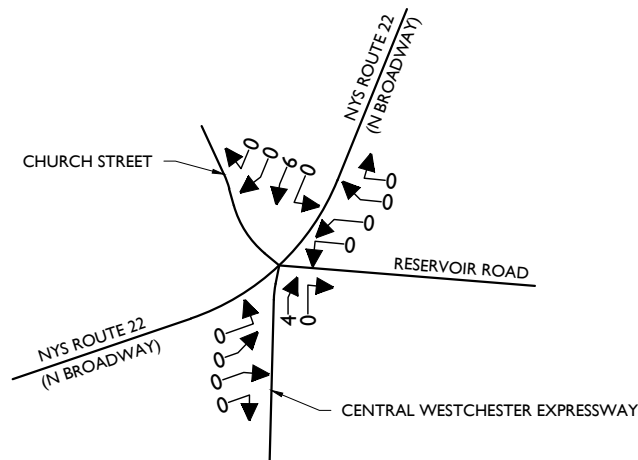 NYS ROUTE 22
(N BROADWAY)
CHURCH STREET
0
0
6
0
0
0
0
0
RESERVOIR ROAD
4
0
NYS ROUTE 22
(N BROADWAY)
0
0
0
0
CENTRAL WESTCHESTER EXPRESSWAY